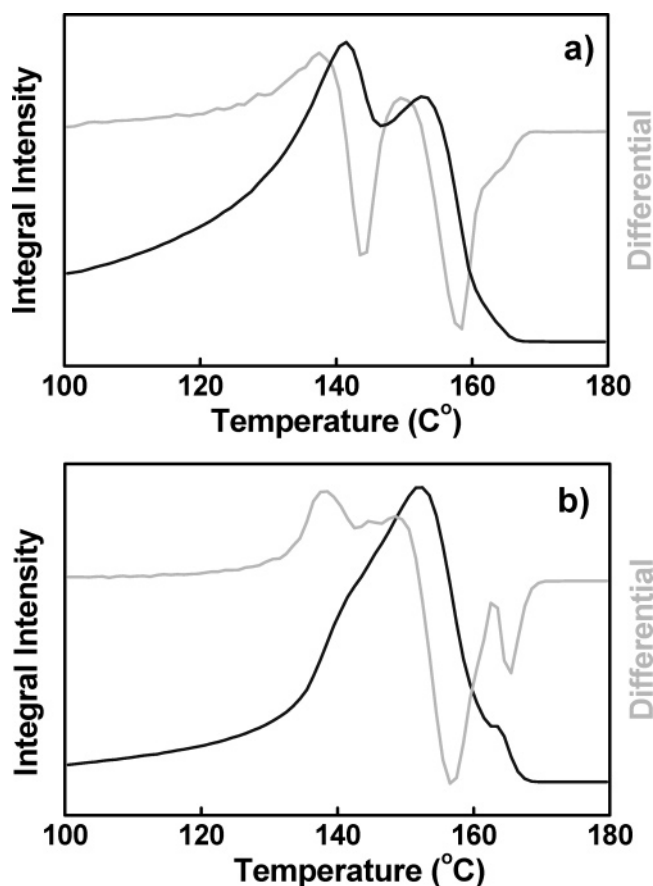 a)
Integral Intensity
Differential
100 120 140 160 180
Temperature (C°)
b)
Integral Intensity
Differential
100 120 140 160 180
Temperature (°C)